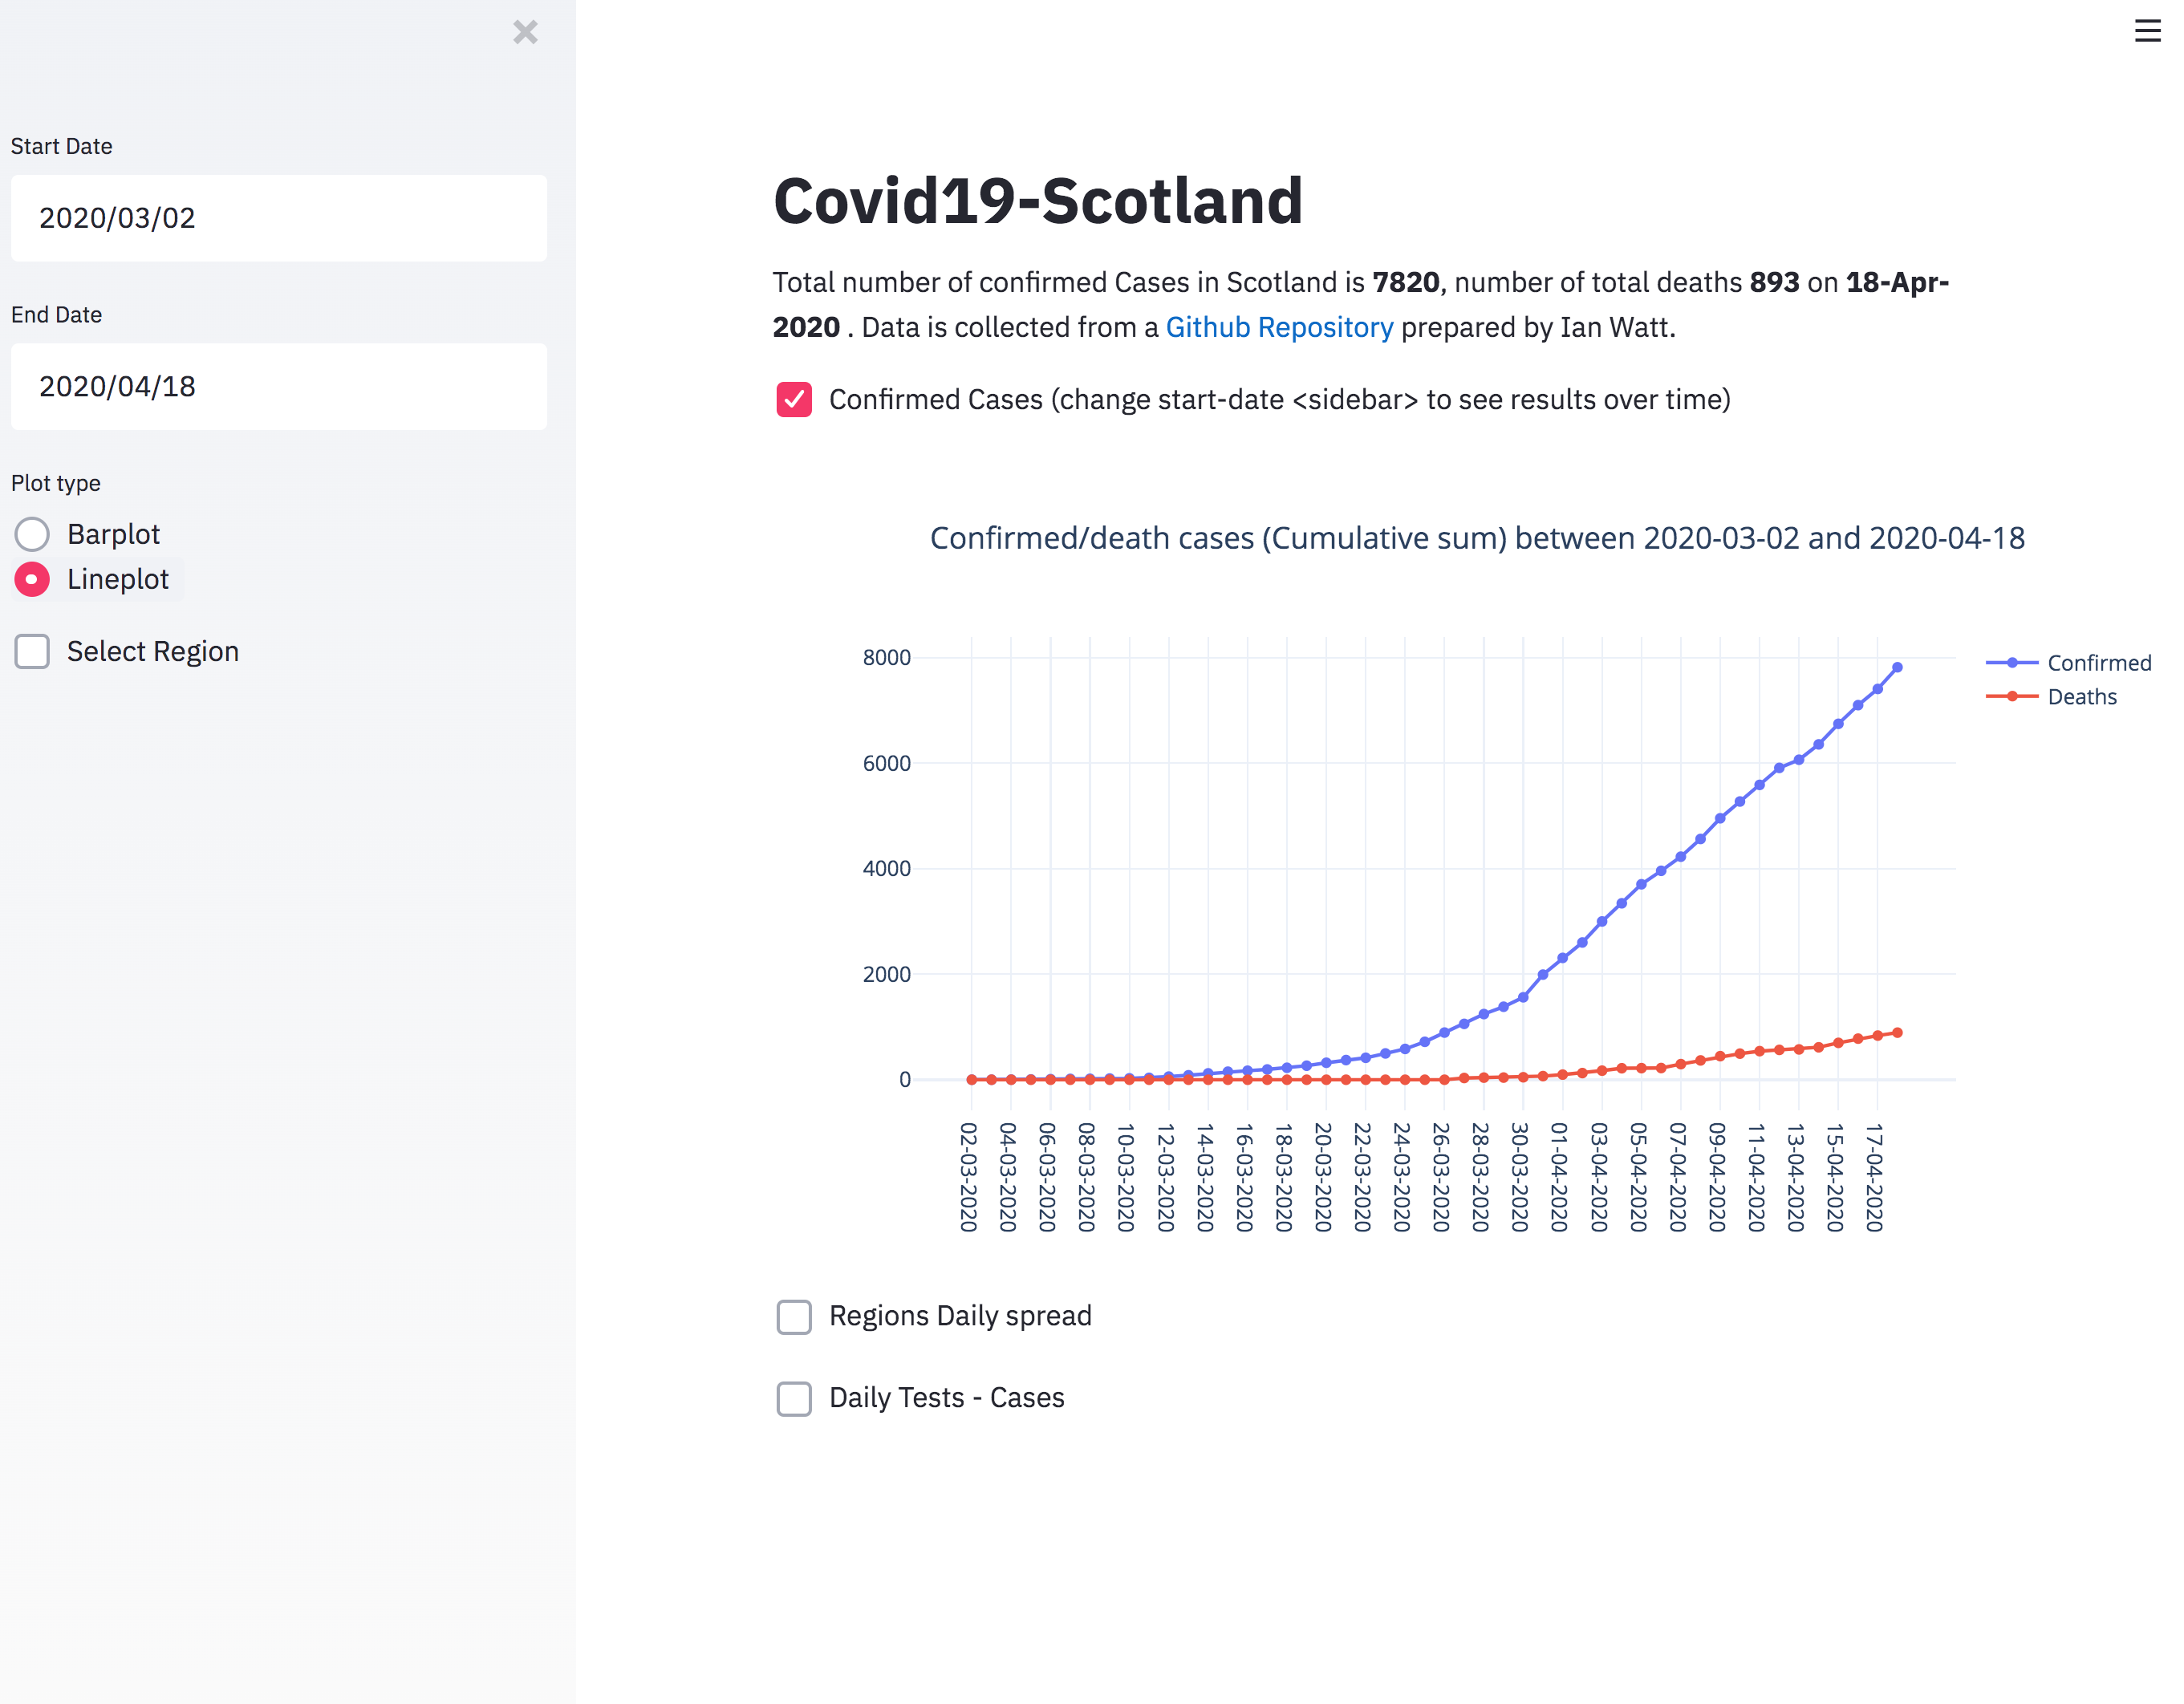 Start Date
2020/03/02
End Date
2020/04/18
Plot type
Barplot
Lineplot
Select Region
Covid19-Scotland
Total number of confirmed Cases in Scotland is 7820, number of total deaths 893 on 18-Apr-
2020 . Data is collected from a Github Repository prepared by Ian Watt.
Confirmed Cases (change start-date <sidebar> to see results over time)
Confirmed/death cases (Cumulative sum) between 2020-03-02 and 2020-04-18
8000
6000
4000
2000
0
Confirmed
Deaths
02-03-2020
04-03-2020
06-03-2020
08-03-2020
10-03-2020
12-03-2020
14-03-2020
16-03-2020
18-03-2020
20-03-2020
22-03-2020
24-03-2020
26-03-2020
28-03-2020
30-03-2020
01-04-2020
03-04-2020
05-04-2020
07-04-2020
09-04-2020
11-04-2020
13-04-2020
15-04-2020
17-04-2020
Regions Daily spread
Daily Tests - Cases